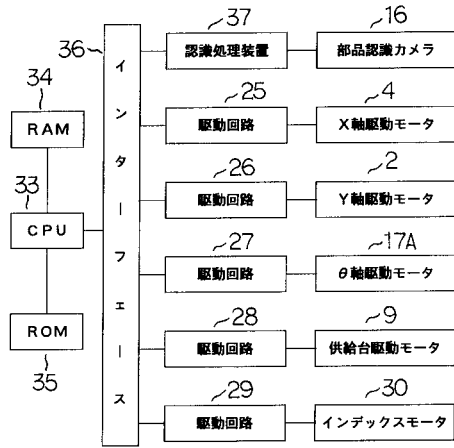 37
16
36
認識処理装置
部品認識カメラ
34
25
4
RAM
駆動回路
X軸駆動モータ
33
26
2
CPU
駆動回路
Y軸駆動モータ
インターフェース
27
17A
駆動回路
θ軸駆動モータ
ROM
35
28
9
駆動回路
供給台駆動モータ
29
30
駆動回路
インデックスモータ